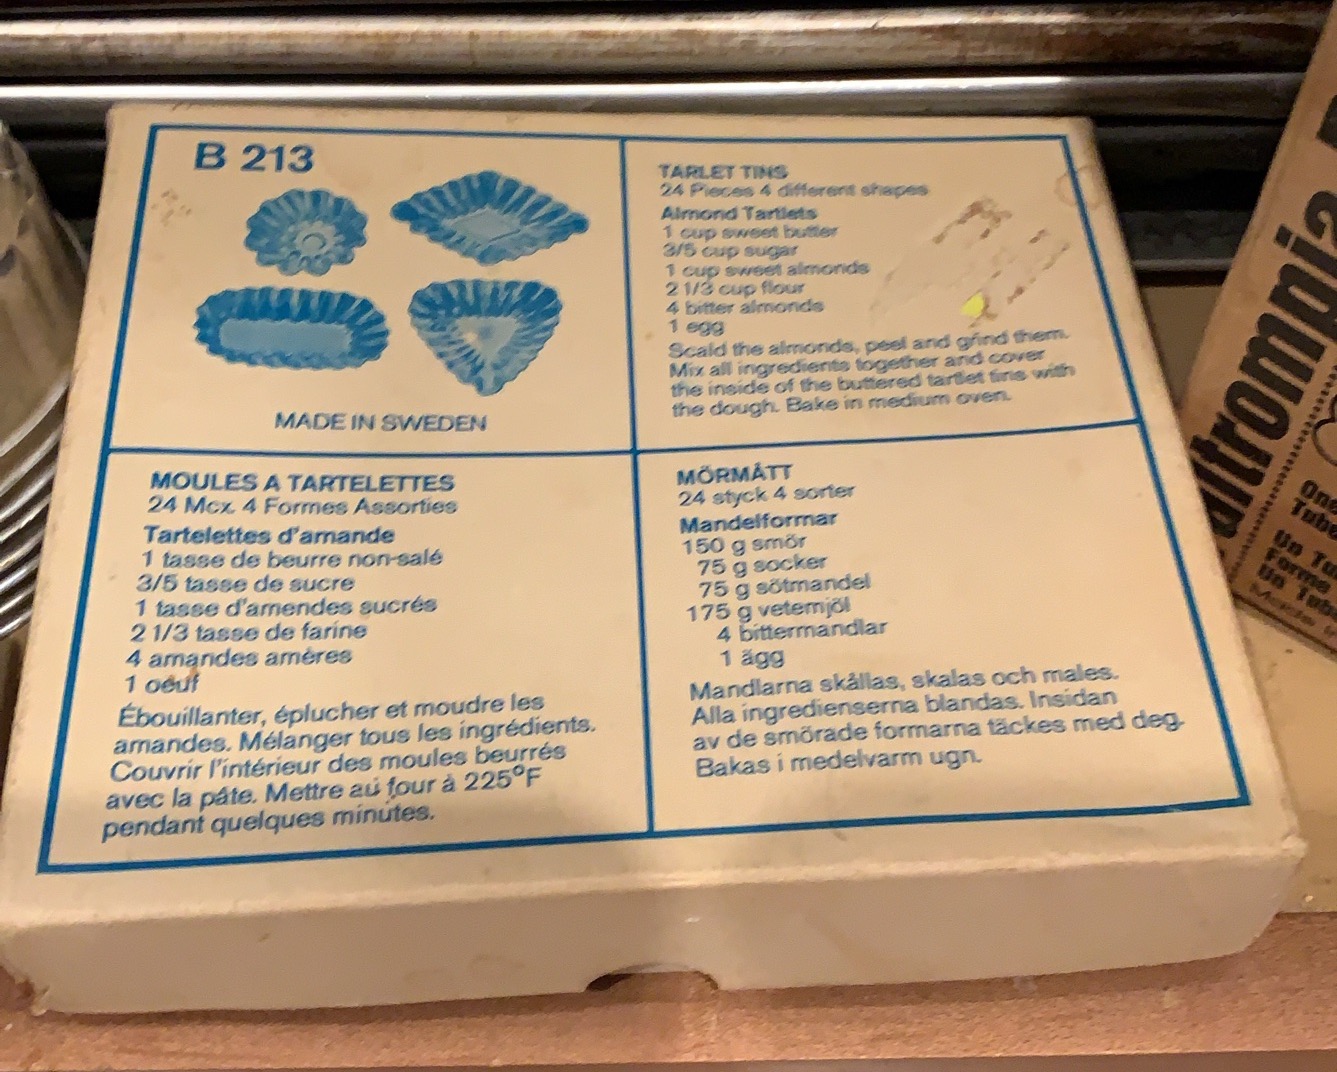 B 213
MADE IN SWEDEN
TARLET TINS
24 Pieces 4 different shapes
Almond Tartlets
1 cup sweet butter
3/5 cup sugar
1 cup sweet almonds
2 1/3 cup flour
4 bitter almonds
1 egg
Scald the almonds, peel and grind them.
Mix all ingredients together and cover
the inside of the buttered tartlet tins with
the dough. Bake in medium oven.
MOULES A TARTELETTES
24 Mcx. 4 Formes Assorties
Tartelettes d'amande
1 tasse de beurre non-salé
3/5 tasse de sucre
1 tasse d'amendes sucrés
2 1/3 tasse de farine
4 amandes amères
1 oeuf
Ébouillanter, éplucher et moudre les
amandes. Mélanger tous les ingrédients.
Couvrir l'intérieur des moules beurrés
avec la pâte. Mettre au four à 225°F
pendant quelques minutes.
MÖRMÅTT
24 styck 4 sorter
Mandelformar
150 g smör
75 g socker
75 g sötmandel
175 g vetemjöl
4 bittermandlar
1 ägg
Mandlarna skållas, skalas och males.
Alla ingredienserna blandas. Insidan
av de smörade formarna täckes med deg.
Bakas i medelvarm ugn.
One
Tube
Un Tu
Forme
Un Tub